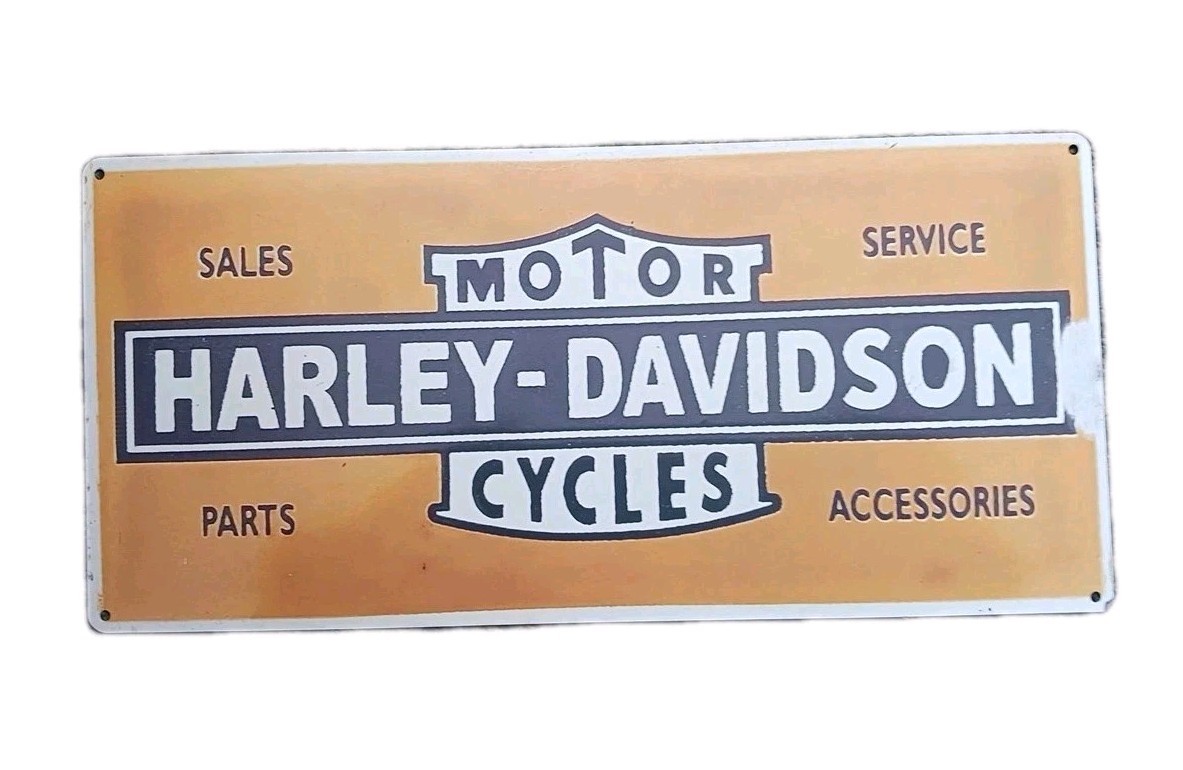 SALES
SERVICE
MOTOR
HARLEY-DAVIDSON
CYCLES
PARTS
ACCESSORIES